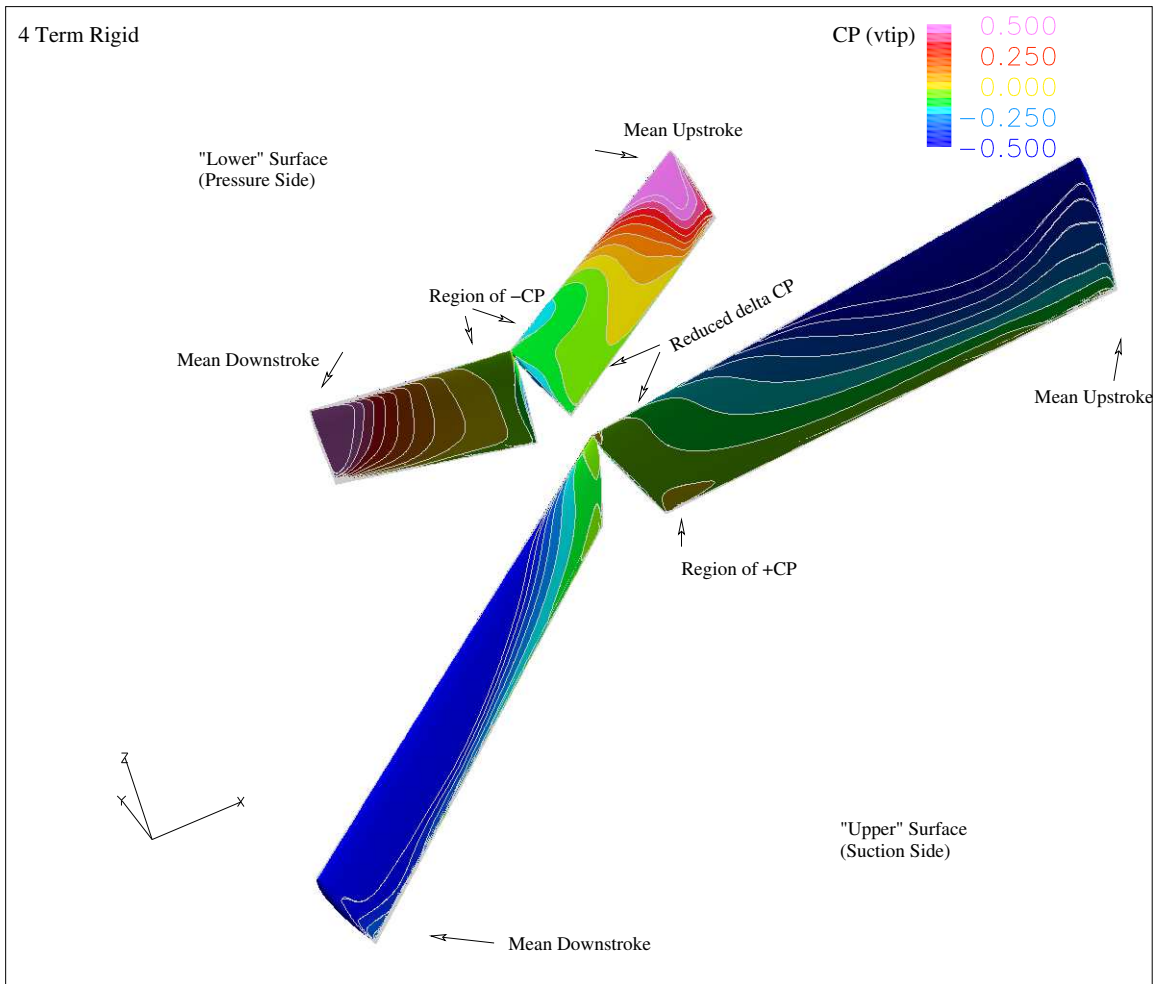 4 Term Rigid
CP (vtip)
0.500
0.250
0.000
−0.250
−0.500
Mean Upstroke
"Lower" Surface
(Pressure Side)
Region of −CP
Reduced delta CP
Mean Downstroke
Mean Upstroke
Region of +CP
Z
Y
X
"Upper" Surface
(Suction Side)
Mean Downstroke